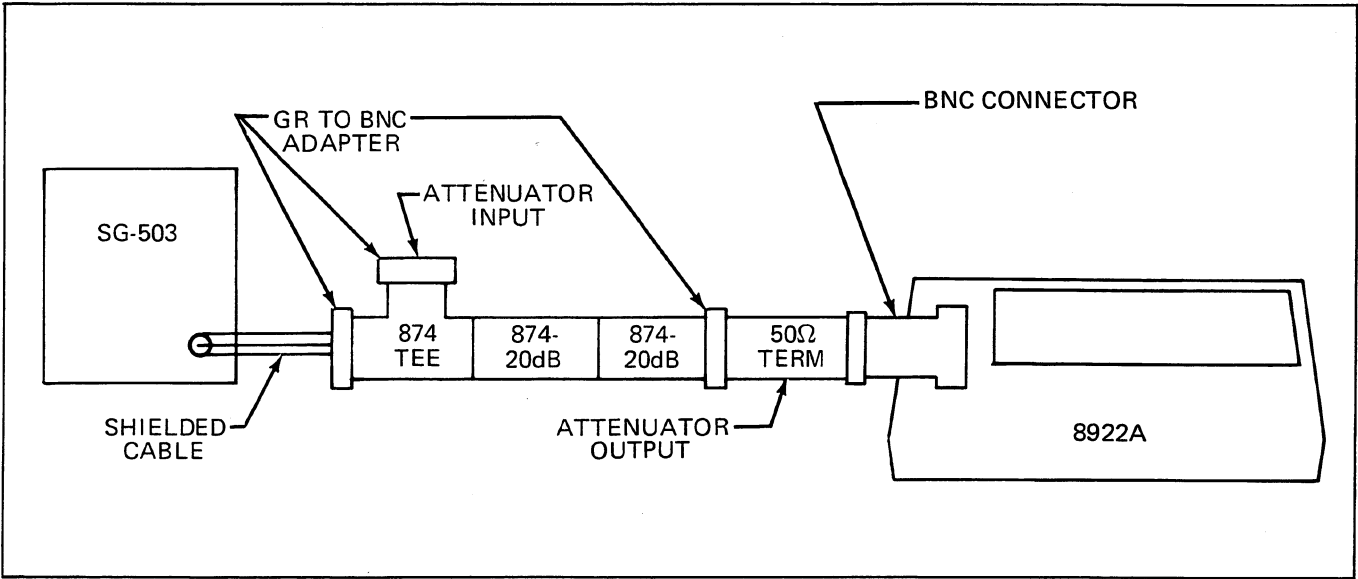 BNC CONNECTOR
GR TO BNC
ADAPTER
ATTENUATOR
INPUT
SG-503
874
TEE
874-
20dB
874-
20dB
50Ω
TERM
SHIELDED
CABLE
ATTENUATOR
OUTPUT
8922A